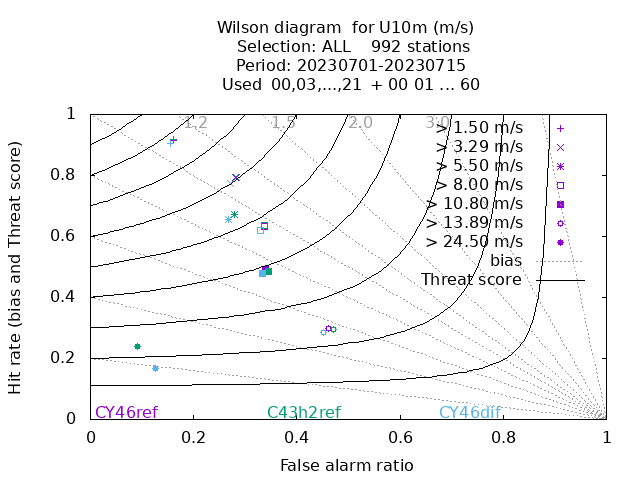 Wilson diagram  for U10m (m/s)
Selection: ALL    992 stations
Period: 20230701-20230715
Used  00,03,...,21  + 00 01 ... 60
1.2 1.5 2.0 3.0
> 1.50 m/s
> 3.29 m/s
> 5.50 m/s
> 8.00 m/s
> 10.80 m/s
> 13.89 m/s
> 24.50 m/s
bias
Threat score
Hit rate (bias and Threat score)
1
0.8
0.6
0.4
0.2
0
CY46ref C43h2ref CY46dif
0 0.2 0.4 0.6 0.8 1
False alarm ratio